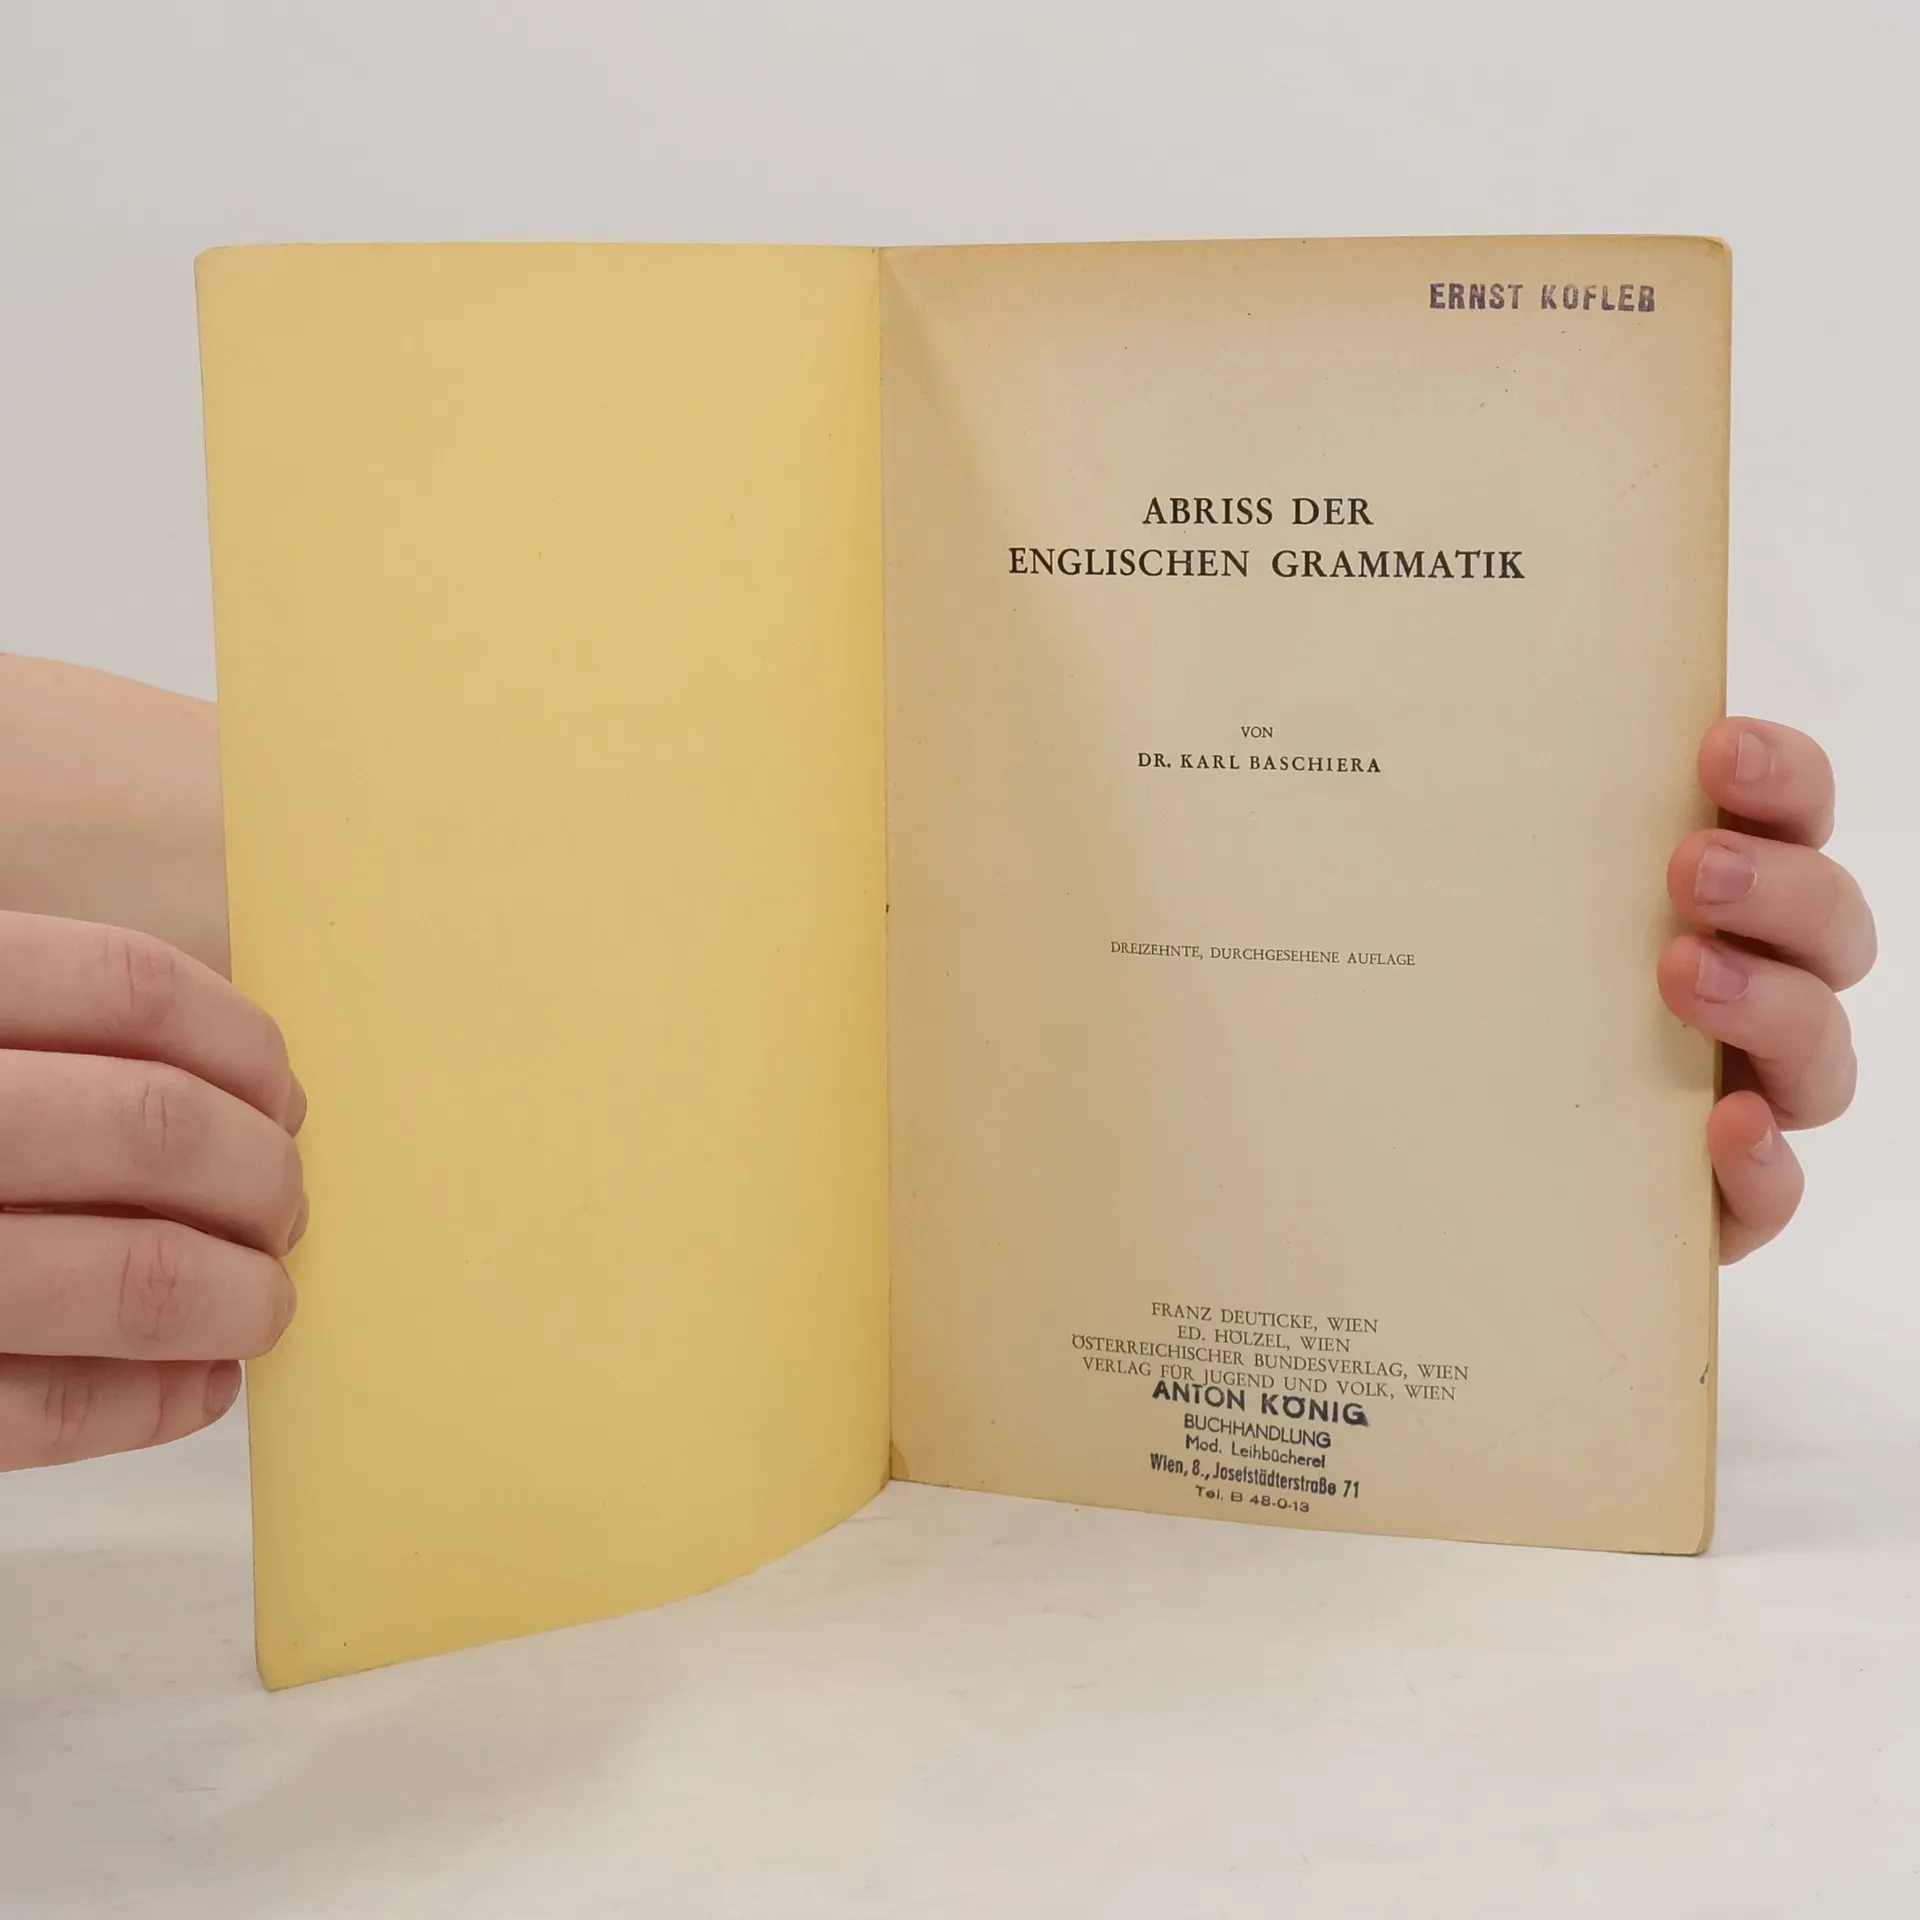 ERNST KOFLER
ABRISS DER
ENGLISCHEN GRAMMATIK
VON
DR. KARL BASCHIERA
DREIZEHNTE, DURCHGESEHENE AUFLAGE
FRANZ DEUTICKE, WIEN
ED. HÖLZEL, WIEN
ÖSTERREICHISCHER BUNDESVERLAG, WIEN
VERLAG FÜR JUGEND UND VOLK, WIEN
ANTON KÖNIG
BUCHHANDLUNG
Mod. Leihbücherei
Wien, 8., Josefstädterstraße 71
Tel. B 48-0-13